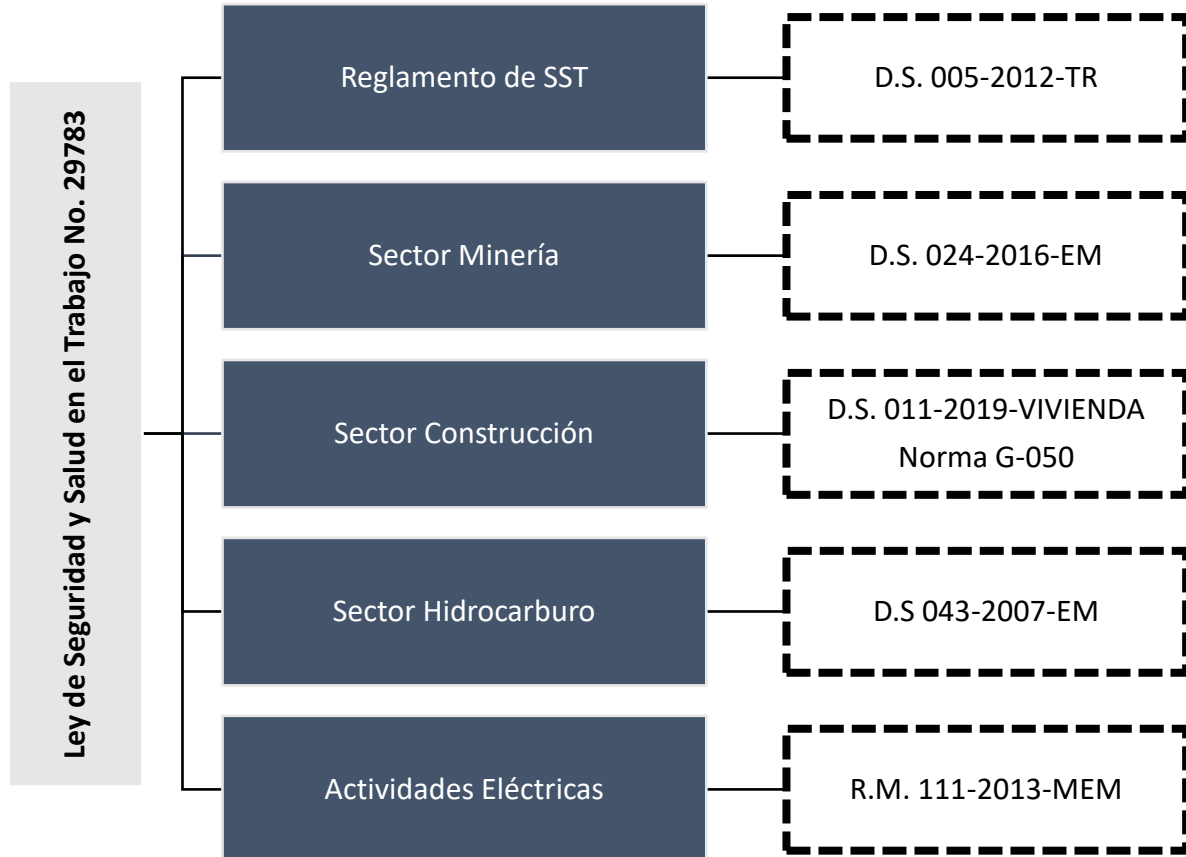 Ley de Seguridad y Salud en el Trabajo No. 29783
Reglamento de SST
D.S. 005-2012-TR
Sector Minería
D.S. 024-2016-EM
Sector Construcción
D.S. 011-2019-VIVIENDA
Norma G-050
Sector Hidrocarburo
D.S 043-2007-EM
Actividades Eléctricas
R.M. 111-2013-MEM